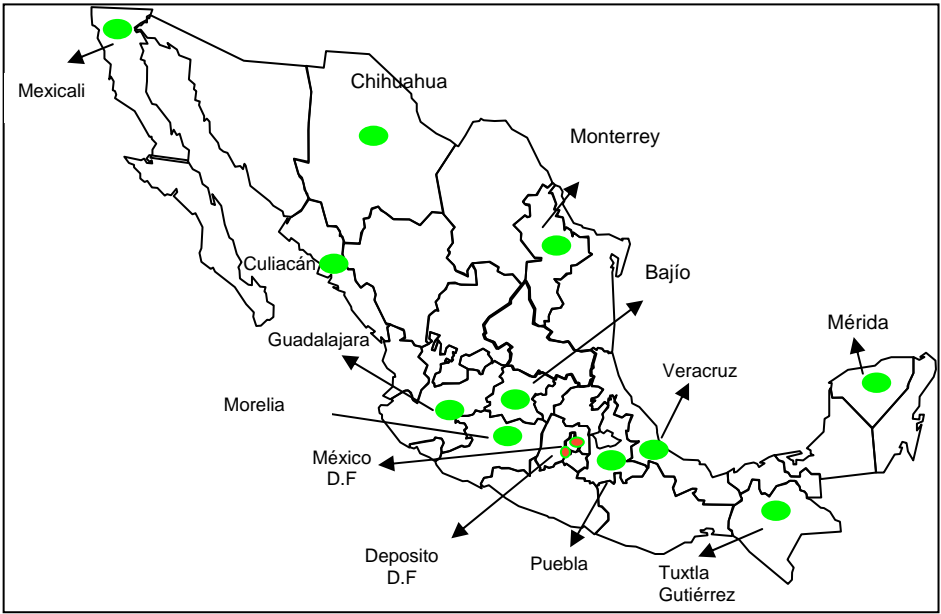 Chihuahua
Mexicali
Monterrey
Culiacán
Bajío
Mérida
Guadalajara
Veracruz
Morelia
México
D.F
Deposito
D.F
Puebla
Tuxtla
Gutiérrez